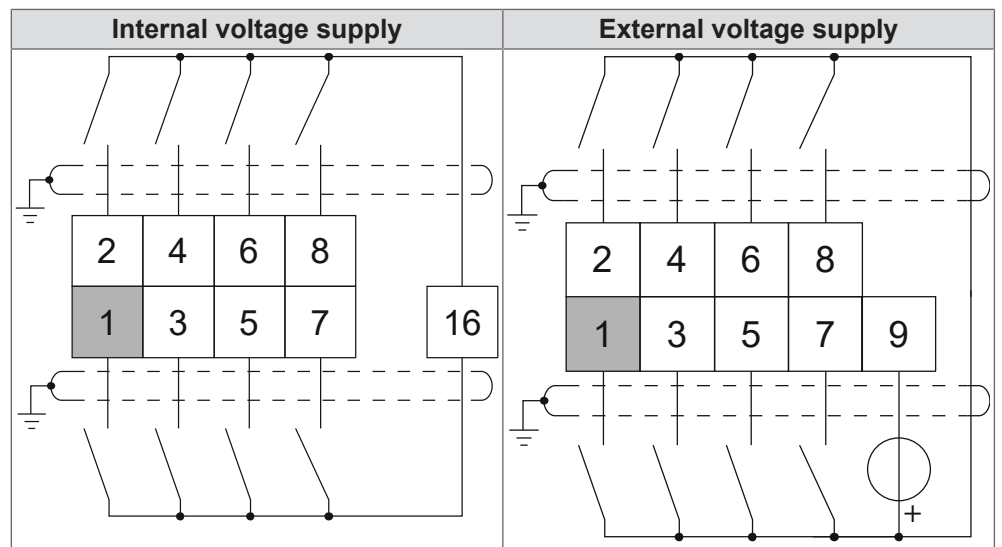 Internal voltage supply
External voltage supply
2 4 6 8
1 3 5 7 16
2 4 6 8
1 3 5 7 9
+